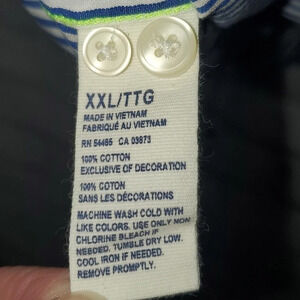 XXL/TTG
MADE IN VIETNAM
FABRIQUÉ AU VIETNAM
RN 54485 CA 03873
100% COTTON
EXCLUSIVE OF DECORATION
100% COTON
SANS LES DÉCORATIONS
MACHINE WASH COLD WITH
LIKE COLORS. USE ONLY NON
CHLORINE BLEACH IF
NEEDED. TUMBLE DRY LOW.
COOL IRON IF NEEDED.
REMOVE PROMPTLY.